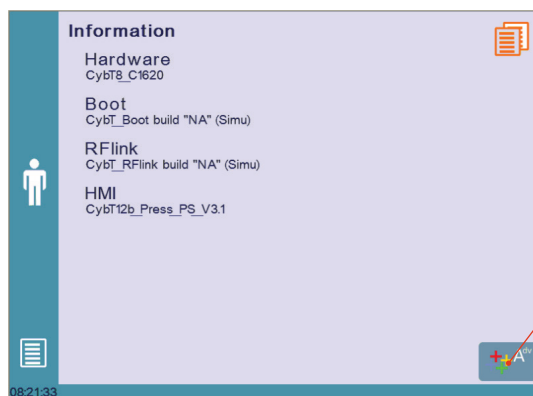 Information
Hardware
CybT8_C1620
Boot
CybT_Boot build "NA" (Simu)
RFlink
CybT_RFlink build "NA" (Simu)
HMI
CybT12b_Press_PS_V3.1
Adv
08:21:33